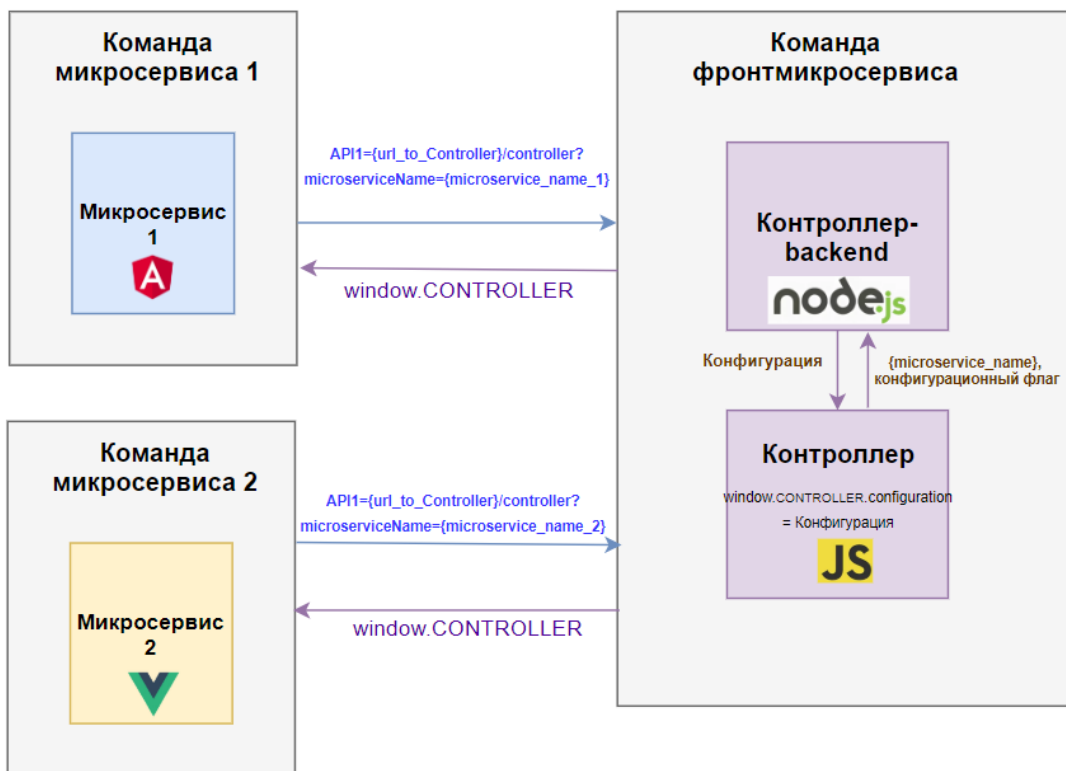 Команда
микросервиса 1
Микросервис
1
API1={url_to_Controller}/controller?
microserviceName={microservice_name_1}
window.CONTROLLER
Команда
микросервиса 2
Микросервис
2
API1={url_to_Controller}/controller?
microserviceName={microservice_name_2}
window.CONTROLLER
Команда
фронтмикросервиса
Контроллер-
backend
node.js
Конфигурация
{microservice_name},
конфигурационный флаг
Контроллер
window.CONTROLLER.configuration
= Конфигурация
JS